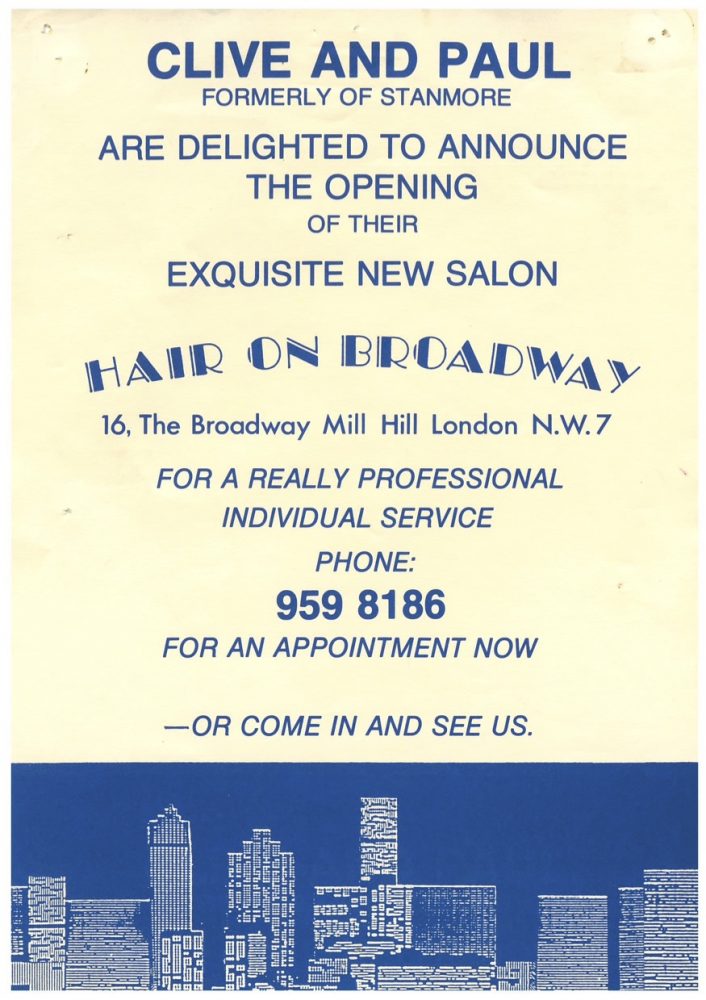 CLIVE AND PAUL
FORMERLY OF STANMORE
ARE DELIGHTED TO ANNOUNCE
THE OPENING
OF THEIR
EXQUISITE NEW SALON
HAIR ON BROADWAY
16, The Broadway Mill Hill London N.W.7
FOR A REALLY PROFESSIONAL
INDIVIDUAL SERVICE
PHONE:
959 8186
FOR AN APPOINTMENT NOW
—OR COME IN AND SEE US.